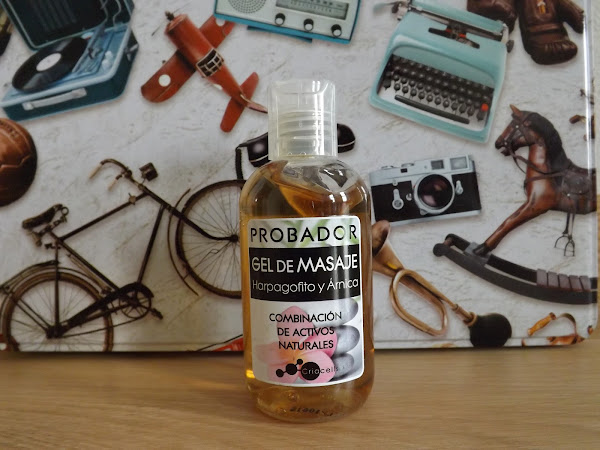 PROBADOR
GEL DE MASAJE
Harpagofito y Árnica
COMBINACIÓN
DE ACTIVOS
NATURALES